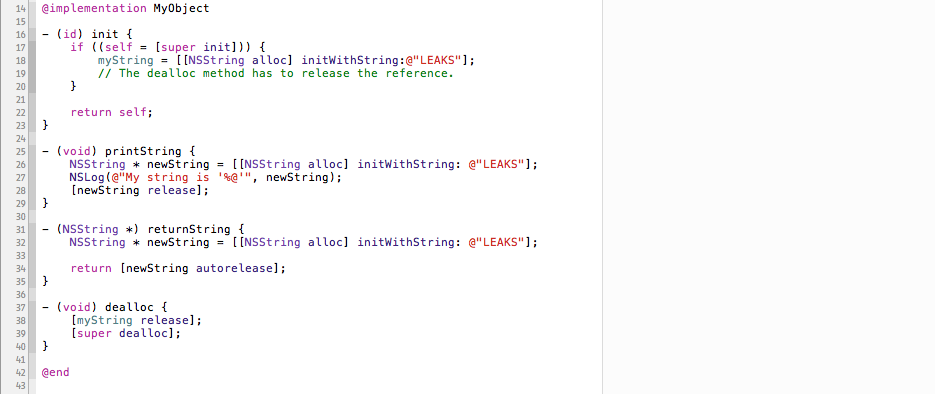 14 @implementation MyObject
15
16 - (id) init {
17     if ((self = [super init])) {
18         myString = [[NSString alloc] initWithString:@"LEAKS"];
19         // The dealloc method has to release the reference.
20     }
21
22     return self;
23 }
24
25 - (void) printString {
26     NSString * newString = [[NSString alloc] initWithString: @"LEAKS"];
27     NSLog(@"My string is '%@'", newString);
28     [newString release];
29 }
30
31 - (NSString *) returnString {
32     NSString * newString = [[NSString alloc] initWithString: @"LEAKS"];
33
34     return [newString autorelease];
35 }
36
37 - (void) dealloc {
38     [myString release];
39     [super dealloc];
40 }
41
42 @end
43